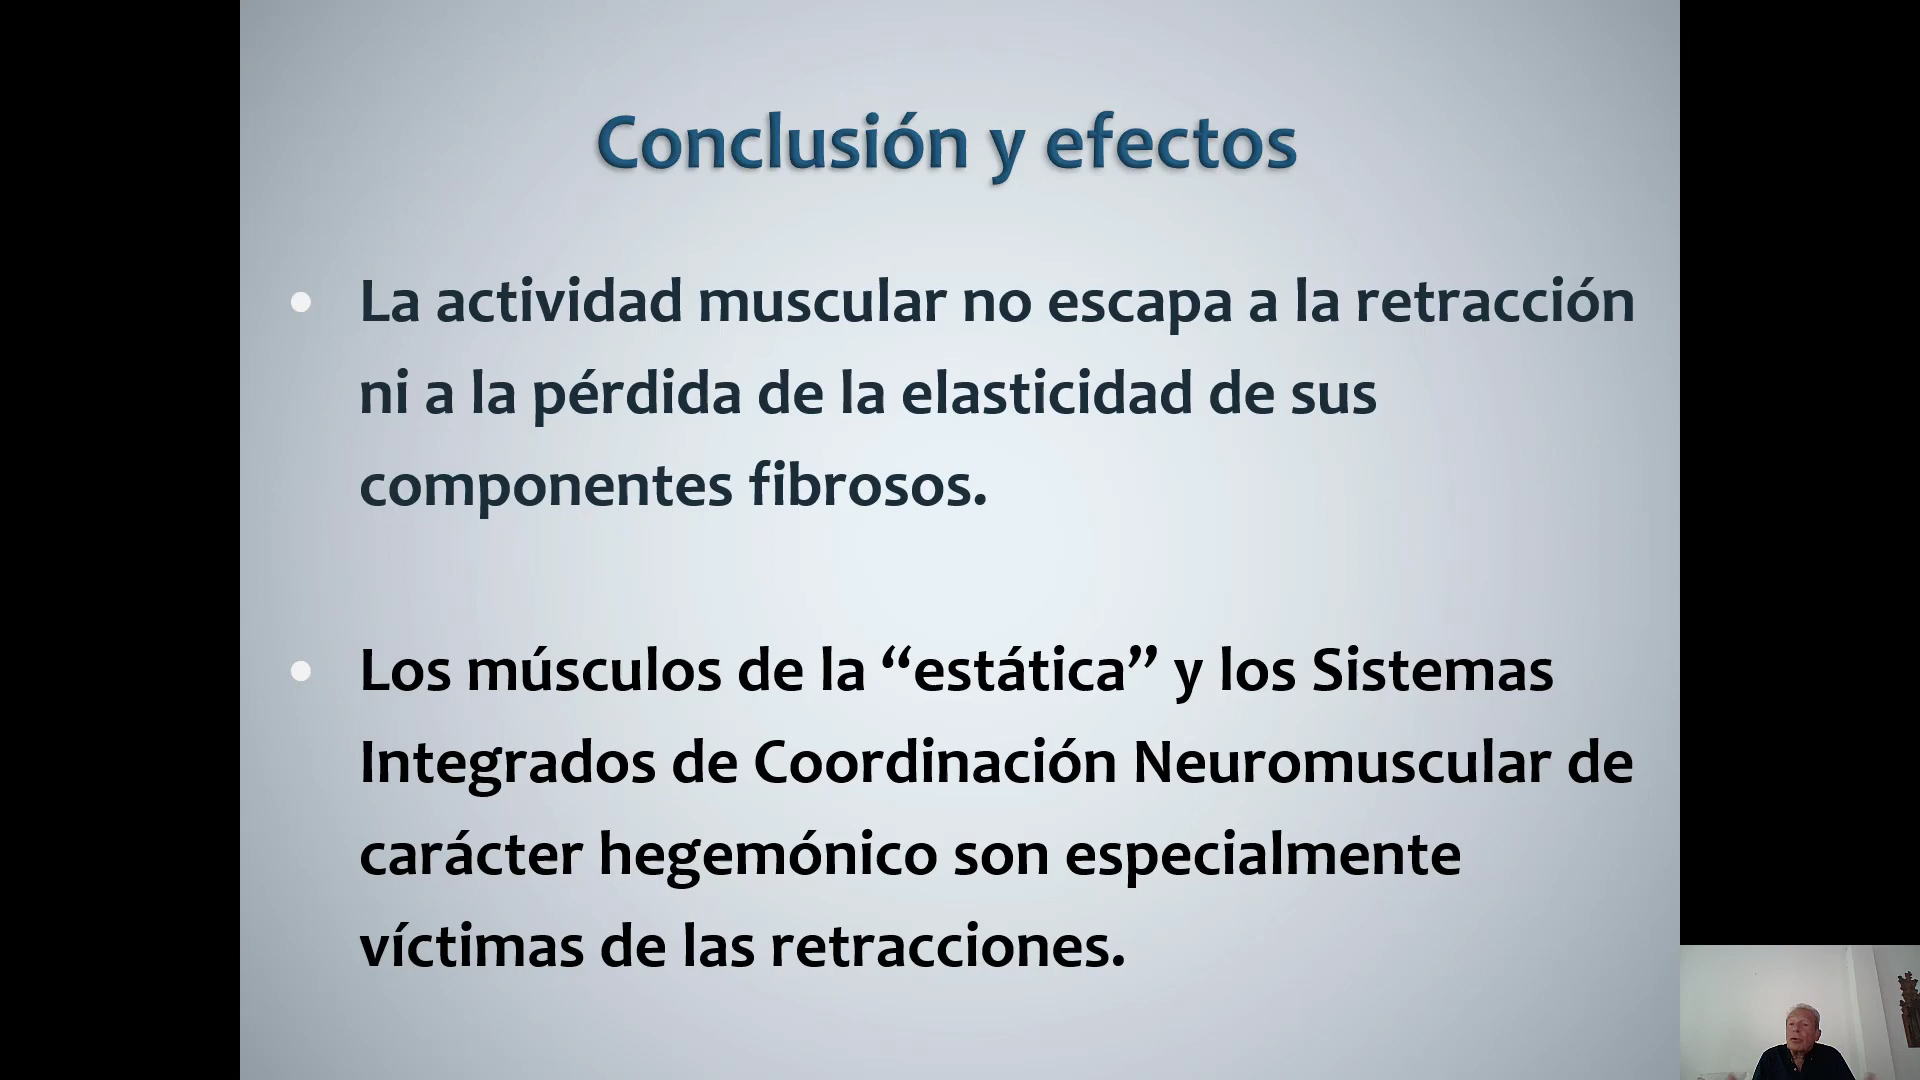 Conclusión y efectos
• La actividad muscular no escapa a la retracción
ni a la pérdida de la elasticidad de sus
componentes fibrosos.
• Los músculos de la “estática” y los Sistemas
Integrados de Coordinación Neuromuscular de
carácter hegemónico son especialmente
víctimas de las retracciones.